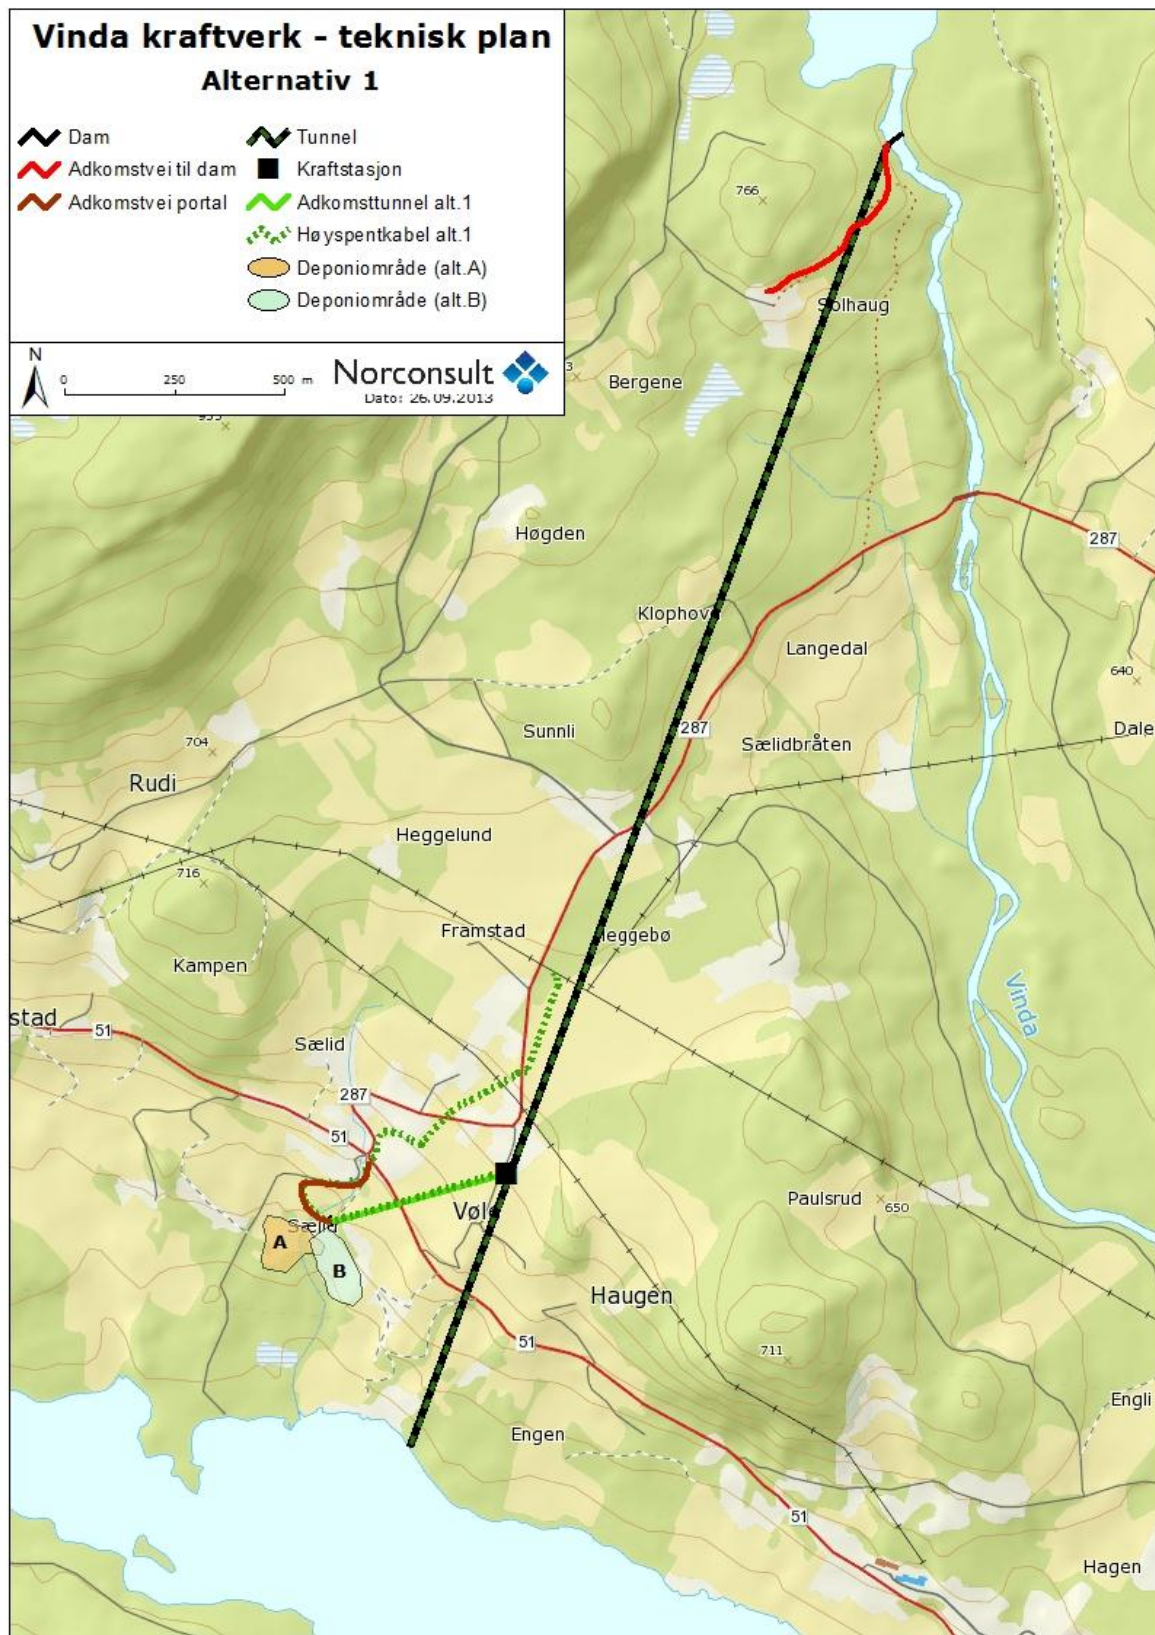 Vinda kraftverk - teknisk plan
Alternativ 1
Dam
Tunnel
Adkomstvei til dam
Kraftstasjon
Adkomstvei portal
Adkomsttunnel alt.1
Høyspentkabel alt.1
Deponiområde (alt.A)
Deponiområde (alt.B)
N
0 250 500 m
Norconsult
Dato: 26.09.2013
766
Solhaug
Bergene
Høgden
287
Klophov
Langedal
640
Sunnli
287
Sælidbråten
Dale
704
Rudi
Heggelund
716
Framstad
Heggebø
Kampen
Vinda
stad
51
Sælid
287
51
Paulsrud
650
Vøle
Sælid
A
B
Haugen
51
711
Engli
Engen
51
Hagen